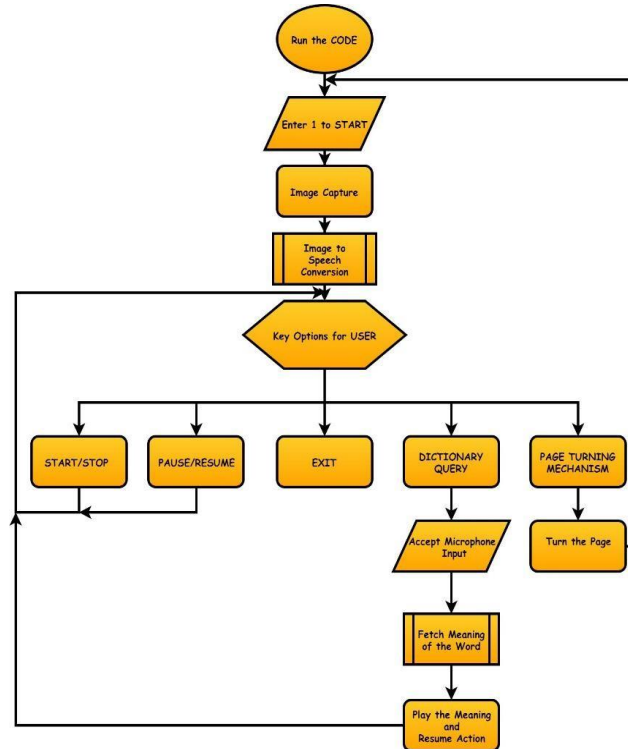 Run the CODE
Enter 1 to START
Image Capture
Image to
Speech
Conversion
Key Options for USER
START/STOP
PAUSE/RESUME
EXIT
DICTIONARY
QUERY
PAGE TURNING
MECHANISM
Accept Microphone
Input
Turn the Page
Fetch Meaning
of the Word
Play the Meaning
and
Resume Action